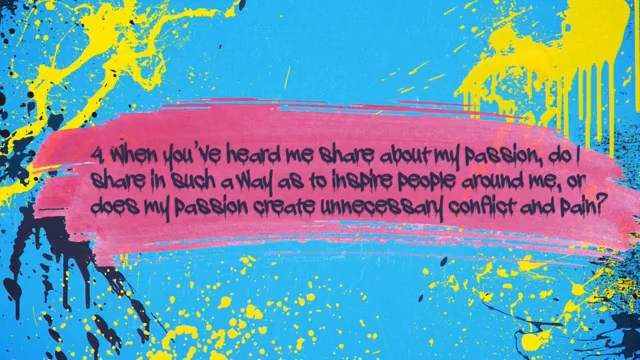 4. When you've heard me share about my passion, do I
share in such a way as to inspire people around me, or
does my passion create unnecessary conflict and pain?